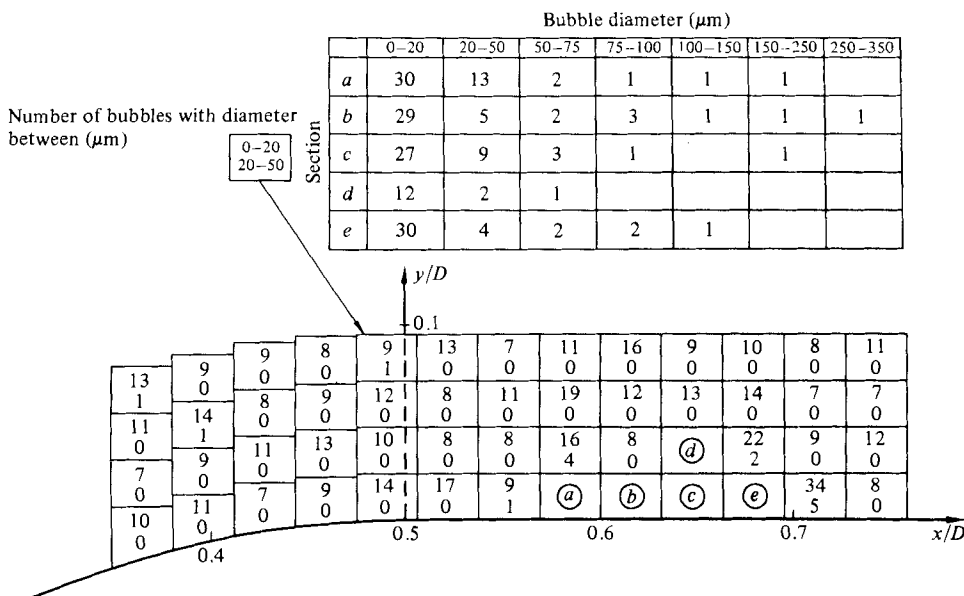 Bubble diameter (μm)
0–20 20–50 50–75 75–100 100–150 150–250 250–350
a 30 13 2 1 1 1
b 29 5 2 3 1 1 1
c 27 9 3 1 1
d 12 2 1
e 30 4 2 2 1
Section
Number of bubbles with diameter
between (μm)
0–20
20–50
y/D
0.1
13 9 9 8 9 13 7 11 16 9 10 8 11
1 0 0 0 1 0 0 0 0 0 0 0 0
11 14 8 9 12 8 11 19 12 13 14 7 7
0 1 0 0 0 0 0 0 0 0 0 0 0
7 9 11 13 10 8 8 16 8 d 22 9 12
0 0 0 0 0 0 0 4 0 2 0 0
10 11 7 9 14 17 9 a b c e 34 8
0 0 0 0 0 0 1 5 0
0.4 0.5 0.6 0.7 x/D